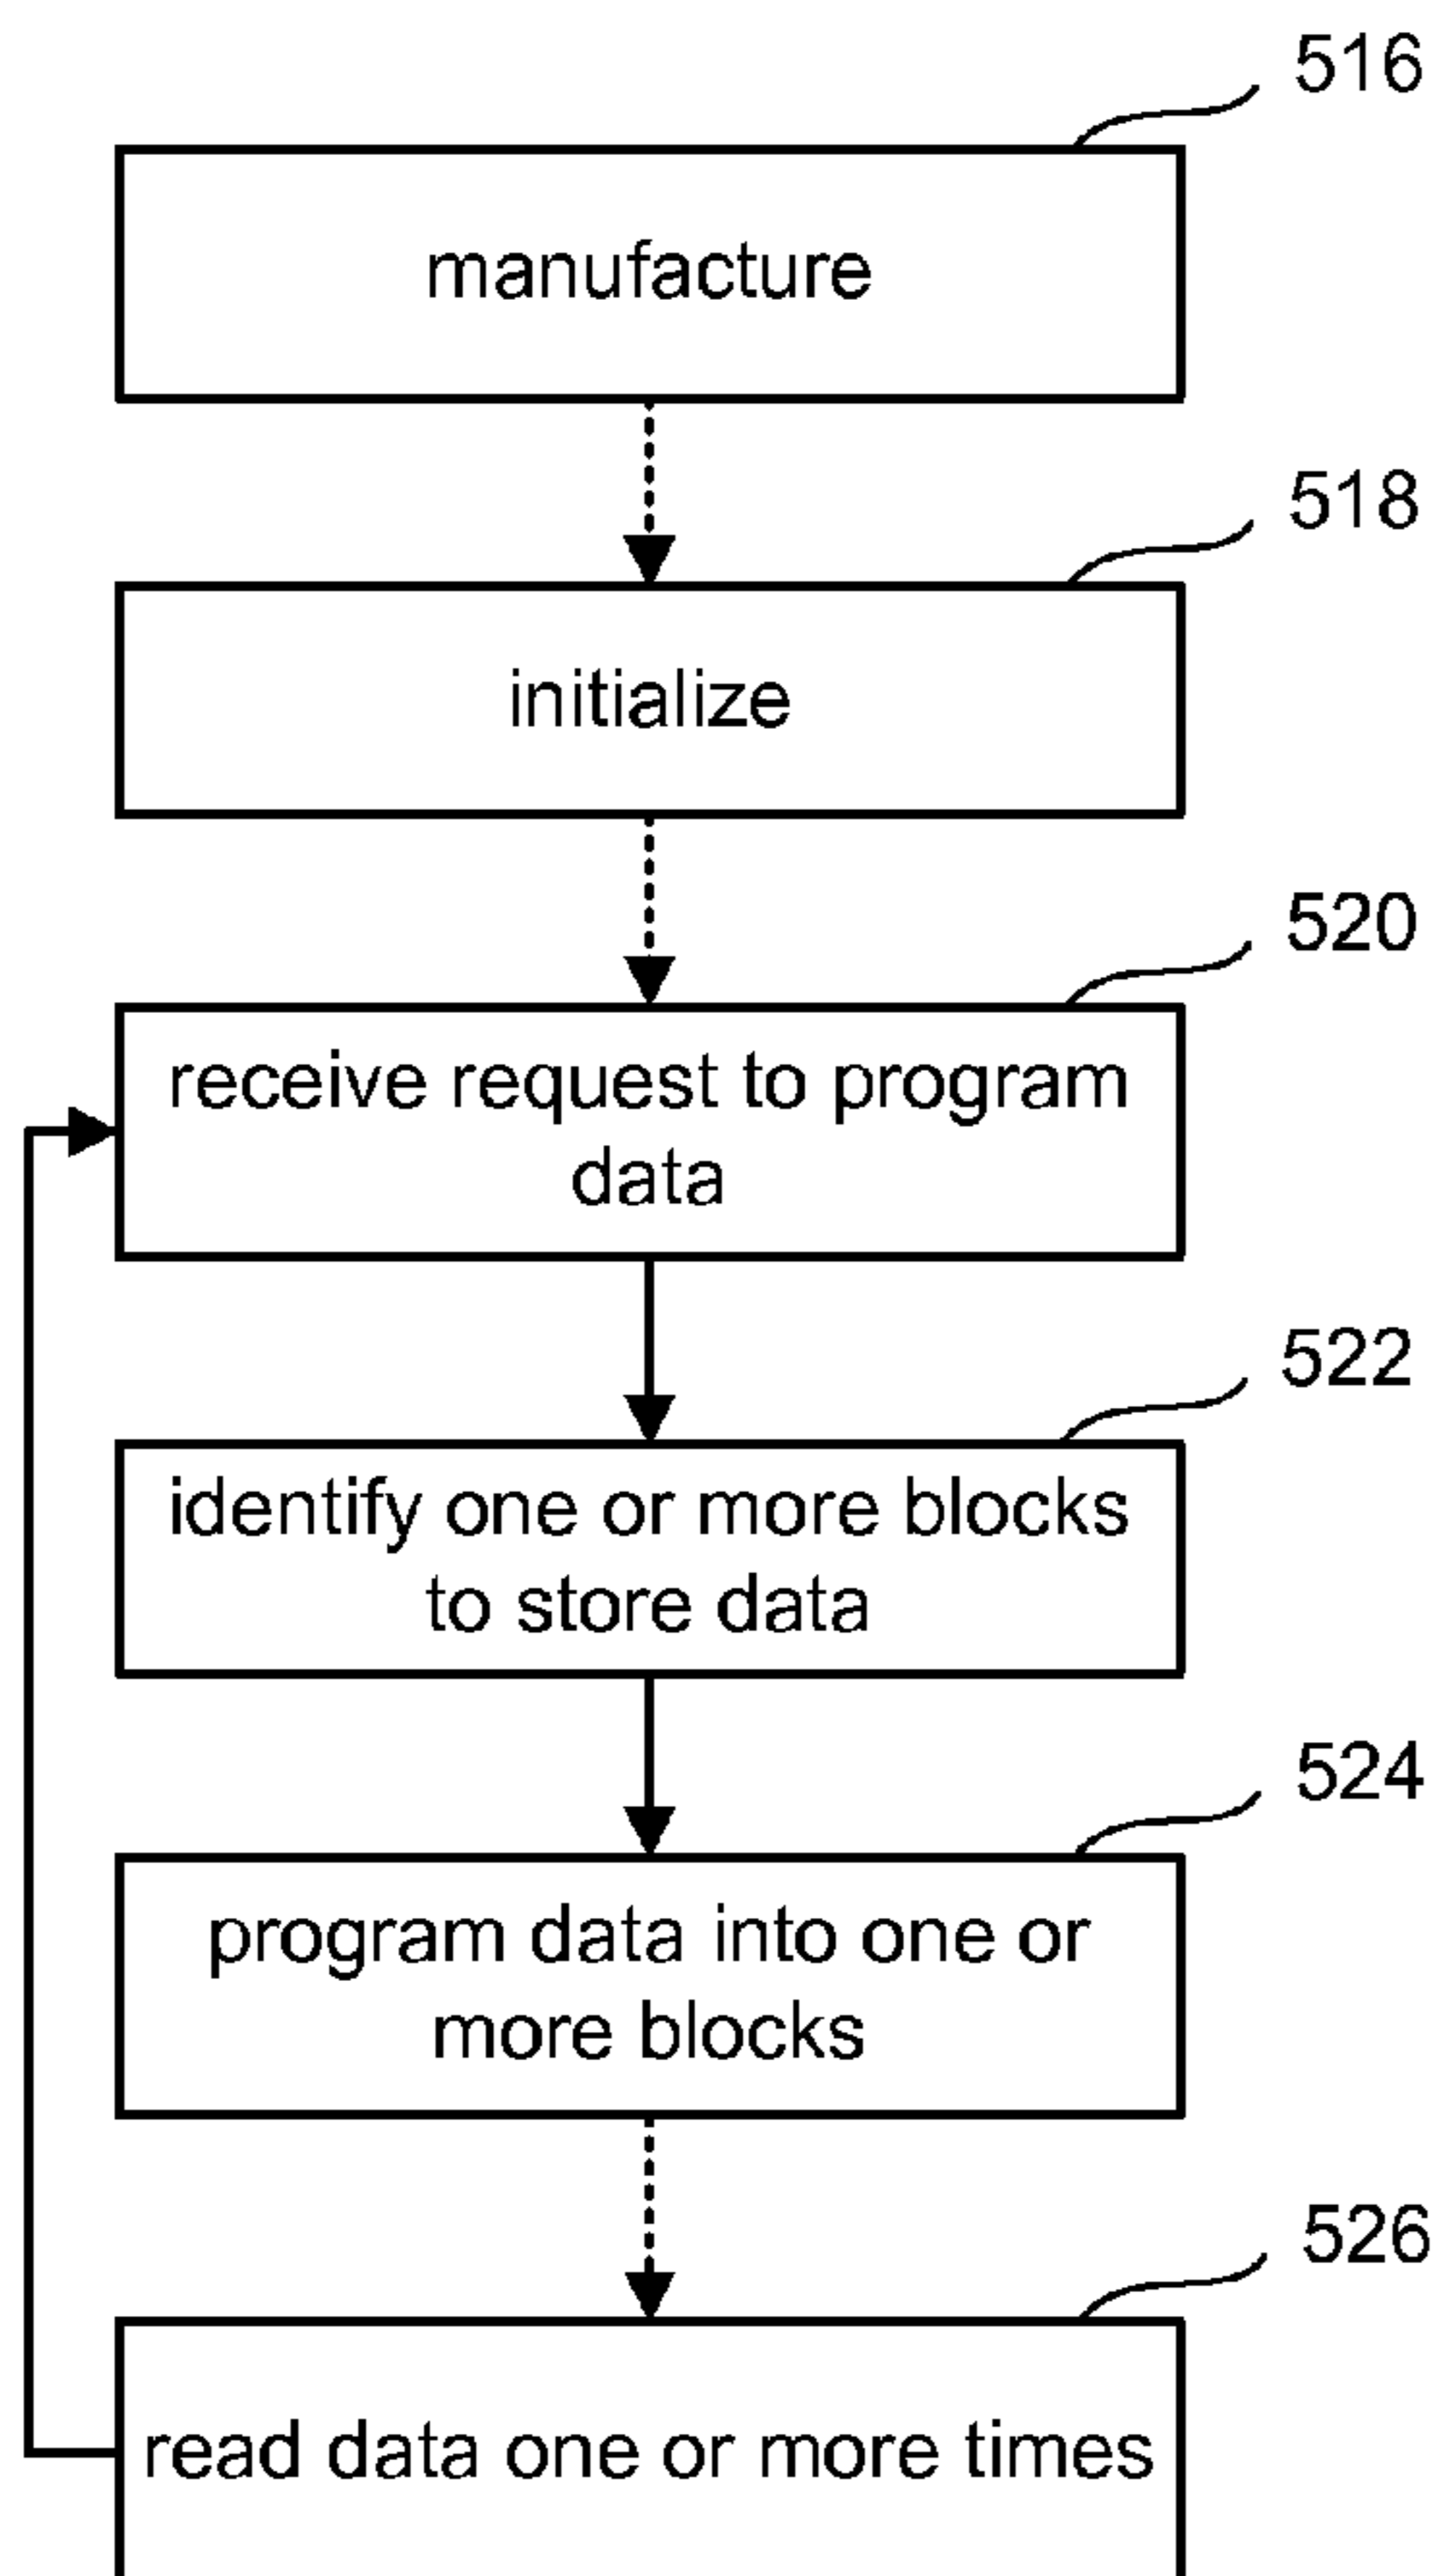 516
manufacture
518
initialize
520
receive request to program
data
522
identify one or more blocks
to store data
524
program data into one or
more blocks
526
read data one or more times